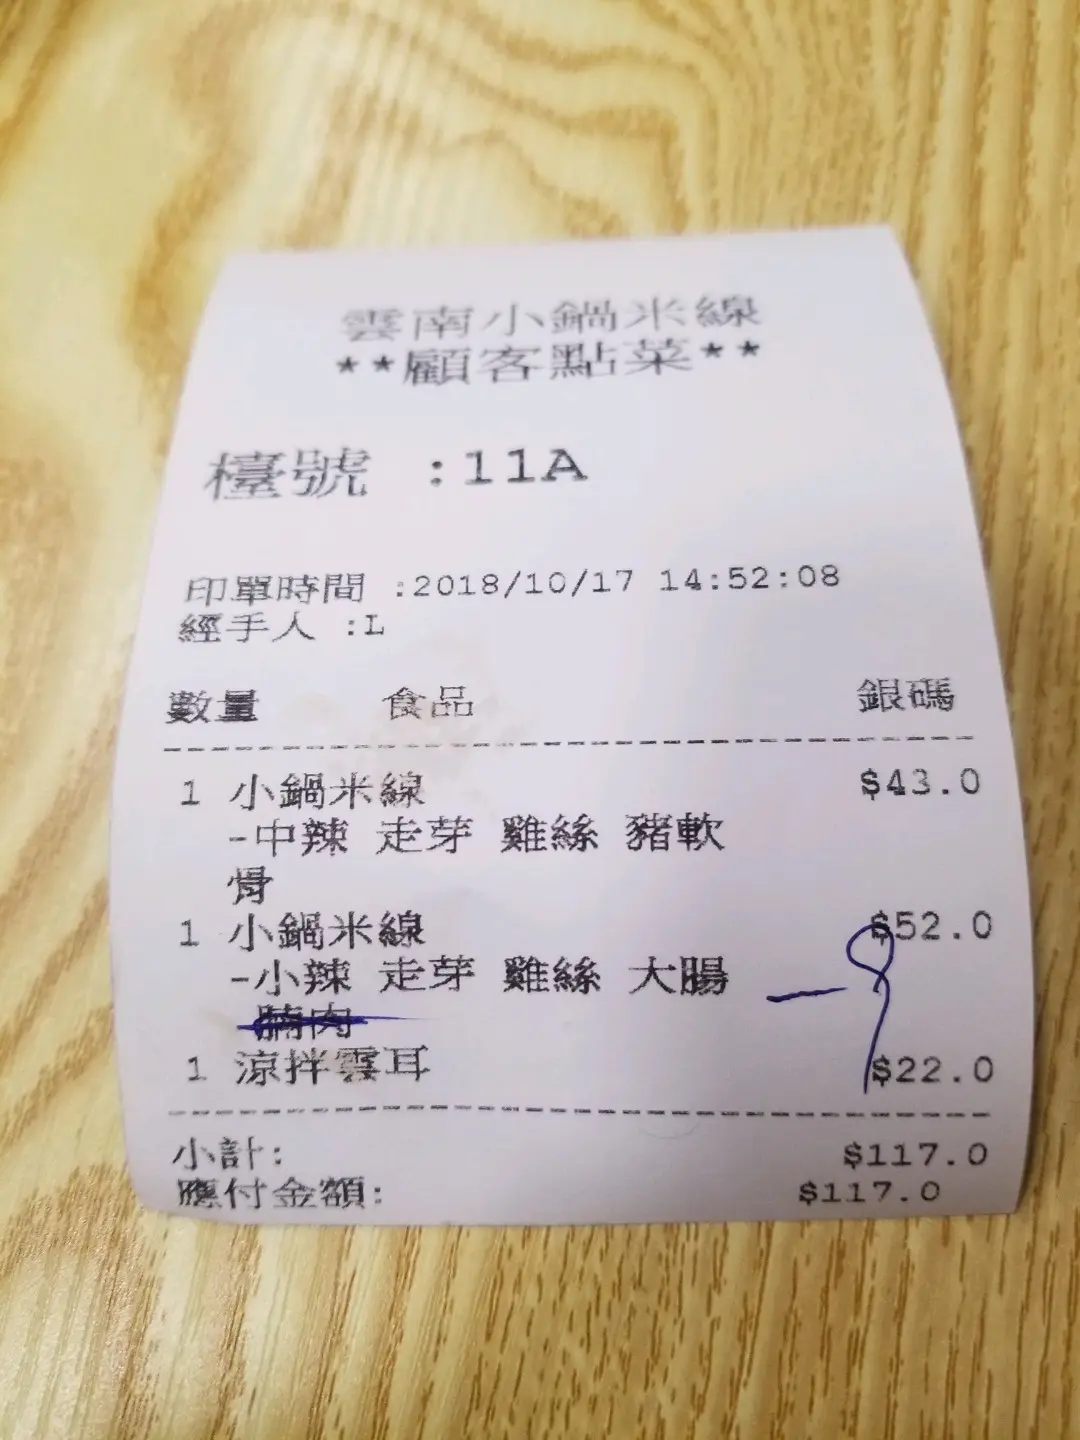 雲南小鍋米線
**顧客點菜**
檯號 :11A
印單時間 :2018/10/17 14:52:08
經手人 :L
數量 食品 銀碼
1 小鍋米線 $43.0
-中辣 走芽 雞絲 豬軟
骨
1 小鍋米線 $52.0
-小辣 走芽 雞絲 大腸 -9
腩肉
1 涼拌雲耳 $22.0
小計: $117.0
應付金額: $117.0